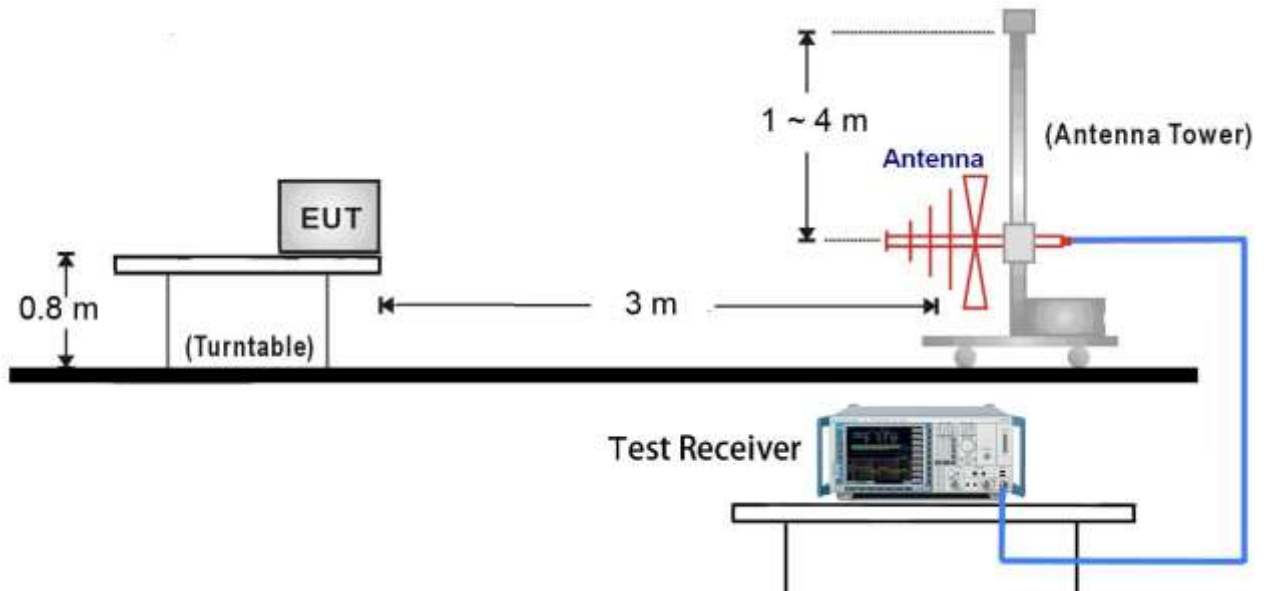 1 ~ 4 m
(Antenna Tower)
Antenna
EUT
0.8 m
3 m
(Turntable)
Test Receiver